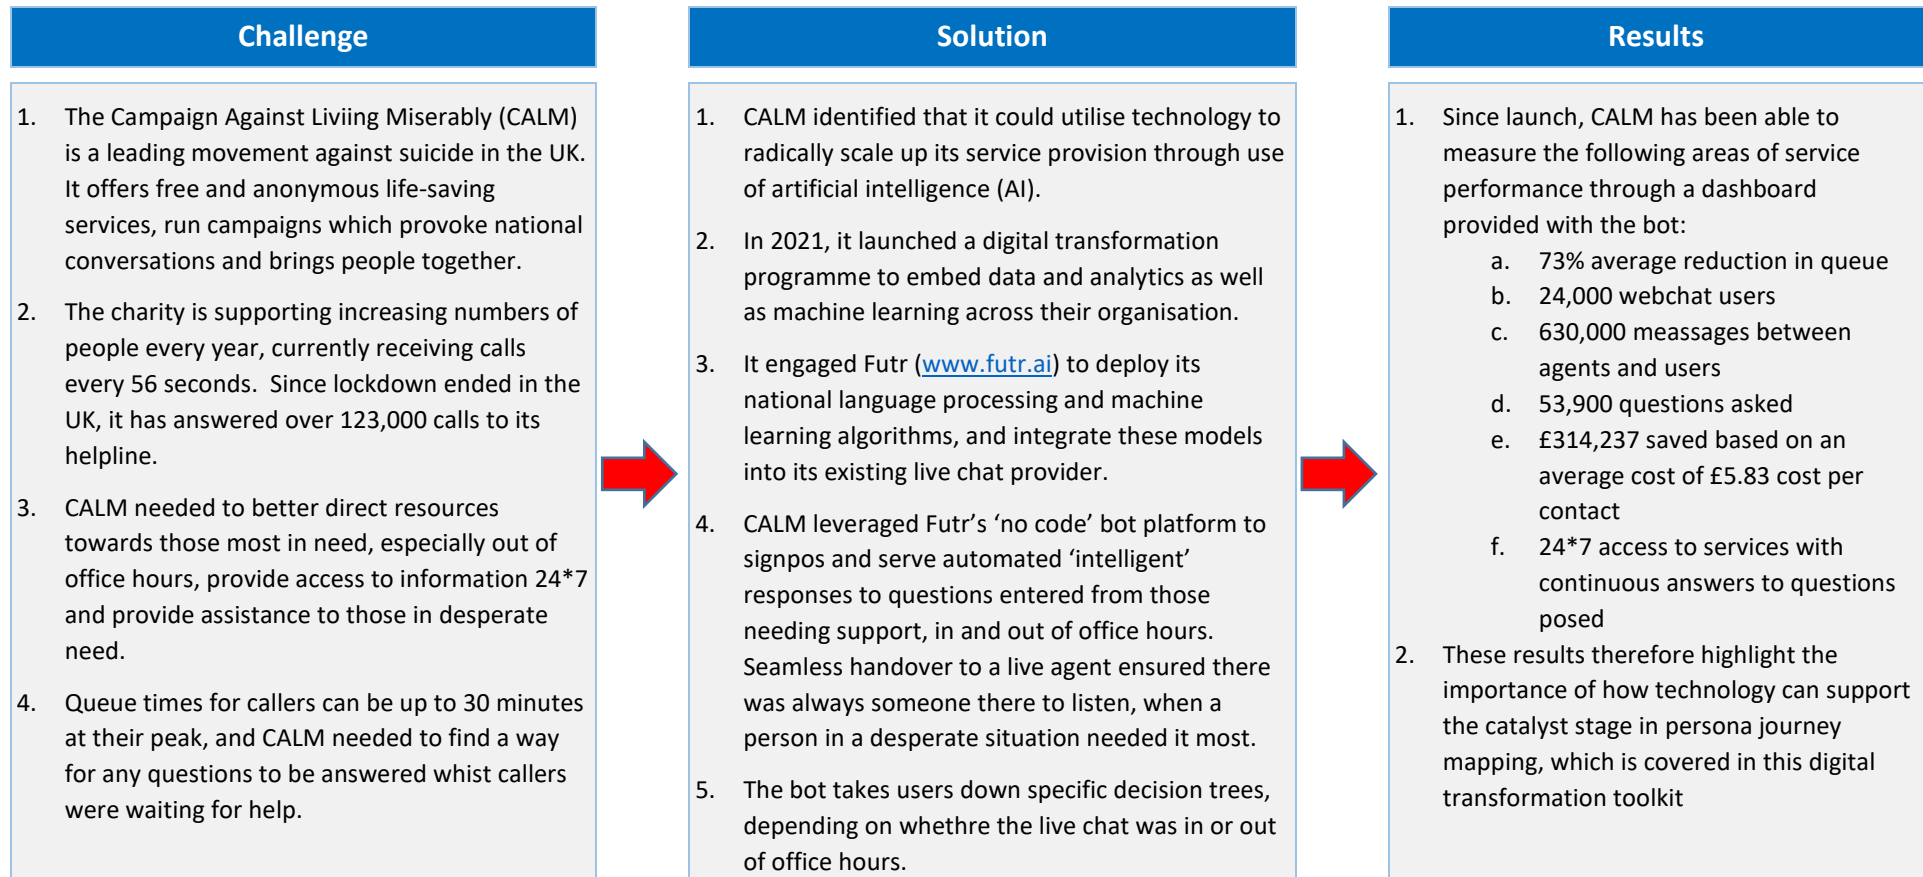 Challenge
1. The Campaign Against Liviing Miserably (CALM)
is a leading movement against suicide in the UK.
It offers free and anonymous life-saving
services, run campaigns which provoke national
conversations and brings people together.
2. The charity is supporting increasing numbers of
people every year, currently receiving calls
every 56 seconds.  Since lockdown ended in the
UK, it has answered over 123,000 calls to its
helpline.
3. CALM needed to better direct resources
towards those most in need, especially out of
office hours, provide access to information 24*7
and provide assistance to those in desperate
need.
4. Queue times for callers can be up to 30 minutes
at their peak, and CALM needed to find a way
for any questions to be answered whist callers
were waiting for help.
Solution
1. CALM identified that it could utilise technology to
radically scale up its service provision through use
of artificial intelligence (AI).
2. In 2021, it launched a digital transformation
programme to embed data and analytics as well
as machine learning across their organisation.
3. It engaged Futr (www.futr.ai) to deploy its
national language processing and machine
learning algorithms, and integrate these models
into its existing live chat provider.
4. CALM leveraged Futr’s ‘no code’ bot platform to
signpos and serve automated ‘intelligent’
responses to questions entered from those
needing support, in and out of office hours.
Seamless handover to a live agent ensured there
was always someone there to listen, when a
person in a desperate situation needed it most.
5. The bot takes users down specific decision trees,
depending on whethre the live chat was in or out
of office hours.
Results
1. Since launch, CALM has been able to
measure the following areas of service
performance through a dashboard
provided with the bot:
a. 73% average reduction in queue
b. 24,000 webchat users
c. 630,000 meassages between
agents and users
d. 53,900 questions asked
e. £314,237 saved based on an
average cost of £5.83 cost per
contact
f. 24*7 access to services with
continuous answers to questions
posed
2. These results therefore highlight the
importance of how technology can support
the catalyst stage in persona journey
mapping, which is covered in this digital
transformation toolkit